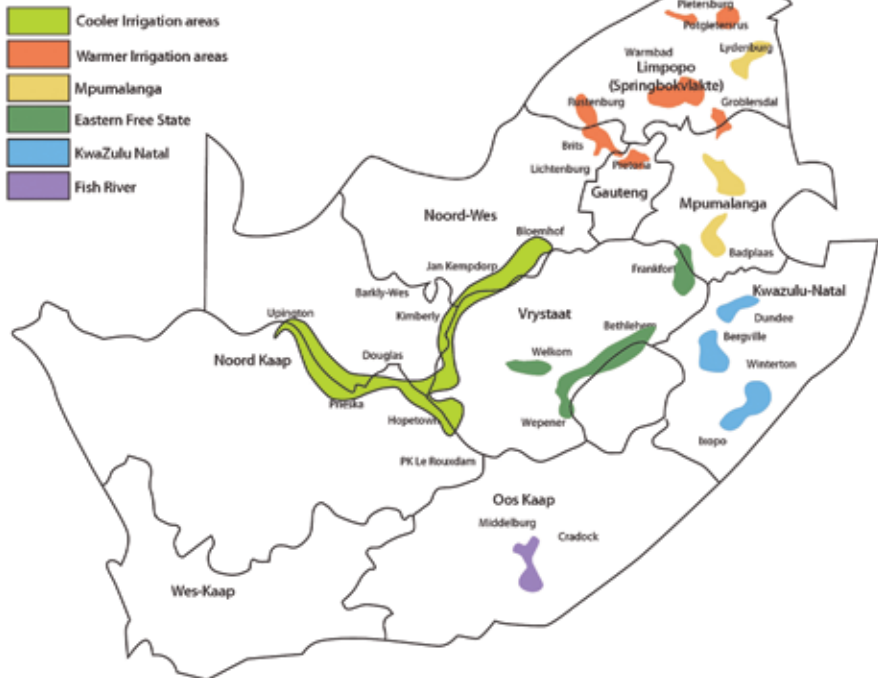 Cooler Irrigation areas
Warmer Irrigation areas
Mpumalanga
Eastern Free State
KwaZulu Natal
Fish River
Pietersburg
Potgietersrus
Warmbad
Lydenburg
Limpopo
(Springbokvlakte)
Rustenburg
Groblersdal
Brits
Pretoria
Lichtenburg
Gauteng
Mpumalanga
Noord-Wes
Bloemhof
Badplaas
Jan Kempdorp
Frankfort
Barkly-Wes
Kwazulu-Natal
Upington
Kimberly
Vrystaat
Dundee
Bethlehem
Bergville
Noord Kaap
Douglas
Welkom
Winterton
Prieska
Hopetown
Wepener
Ixopo
PK Le Rouxdam
Oos Kaap
Middelburg
Cradock
Wes-Kaap